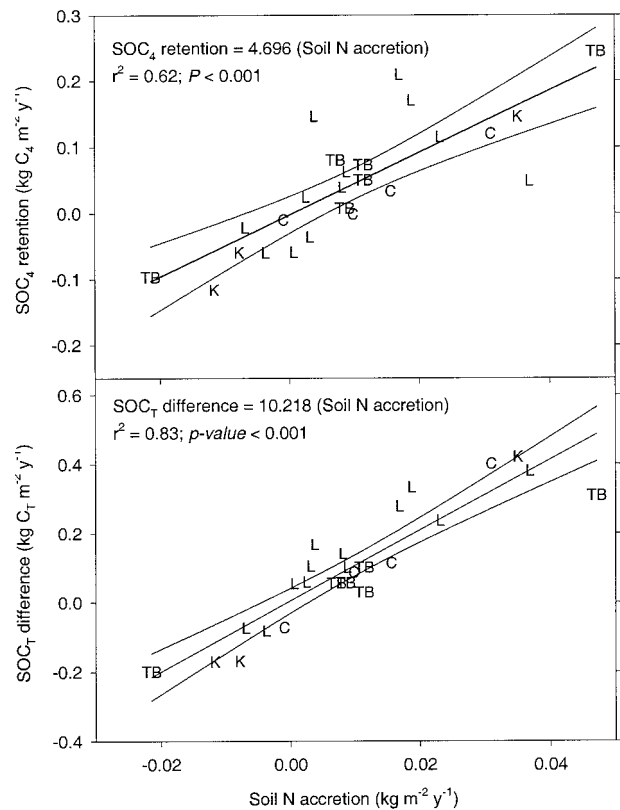 SOC₄ retention (kg C₄ m⁻² y⁻¹)
0.3
0.2
0.1
0.0
-0.1
-0.2
SOC₄ retention = 4.696 (Soil N accretion)
r² = 0.62; P < 0.001
TB
L
L
L
K
C
L
TB
L
TB
TB
L
L
C
L
TB
C
C
L
L
K
L
L
TB
K
SOC_T difference (kg C_T m⁻² y⁻¹)
0.6
0.4
0.2
0.0
-0.2
-0.4
SOC_T difference = 10.218 (Soil N accretion)
r² = 0.83; p-value < 0.001
C
K
L
L
TB
L
L
L
L
L
L
TB
C
C
L
L
TB
TB
TB
L
L
C
K
K
TB
-0.02
0.00
0.02
0.04
Soil N accretion (kg m⁻² y⁻¹)